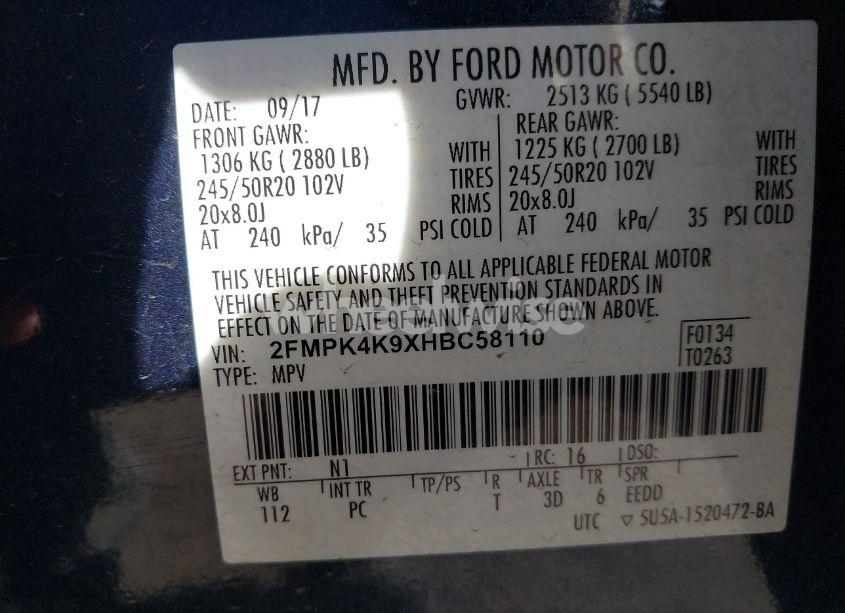 MFD. BY FORD MOTOR CO.
DATE: 09/17 GVWR: 2513 KG ( 5540 LB)
FRONT GAWR: REAR GAWR:
1306 KG ( 2880 LB) WITH 1225 KG ( 2700 LB) WITH
245/50R20 102V TIRES 245/50R20 102V TIRES
20x8.0J RIMS 20x8.0J RIMS
AT 240 kPa/ 35 PSI COLD AT 240 kPa/ 35 PSI COLD
THIS VEHICLE CONFORMS TO ALL APPLICABLE FEDERAL MOTOR
VEHICLE SAFETY AND THEFT PREVENTION STANDARDS IN
EFFECT ON THE DATE OF MANUFACTURE SHOWN ABOVE.
VIN: 2FMPK4K9XHBC58110 F0134
TYPE: MPV T0263
EXT PNT: N1 RC: 16 DSO:
WB INT TR TP/PS R AXLE TR SPR
112 PC T 3D 6 EEDD
UTC ▽ 5U5A-1520472-BA